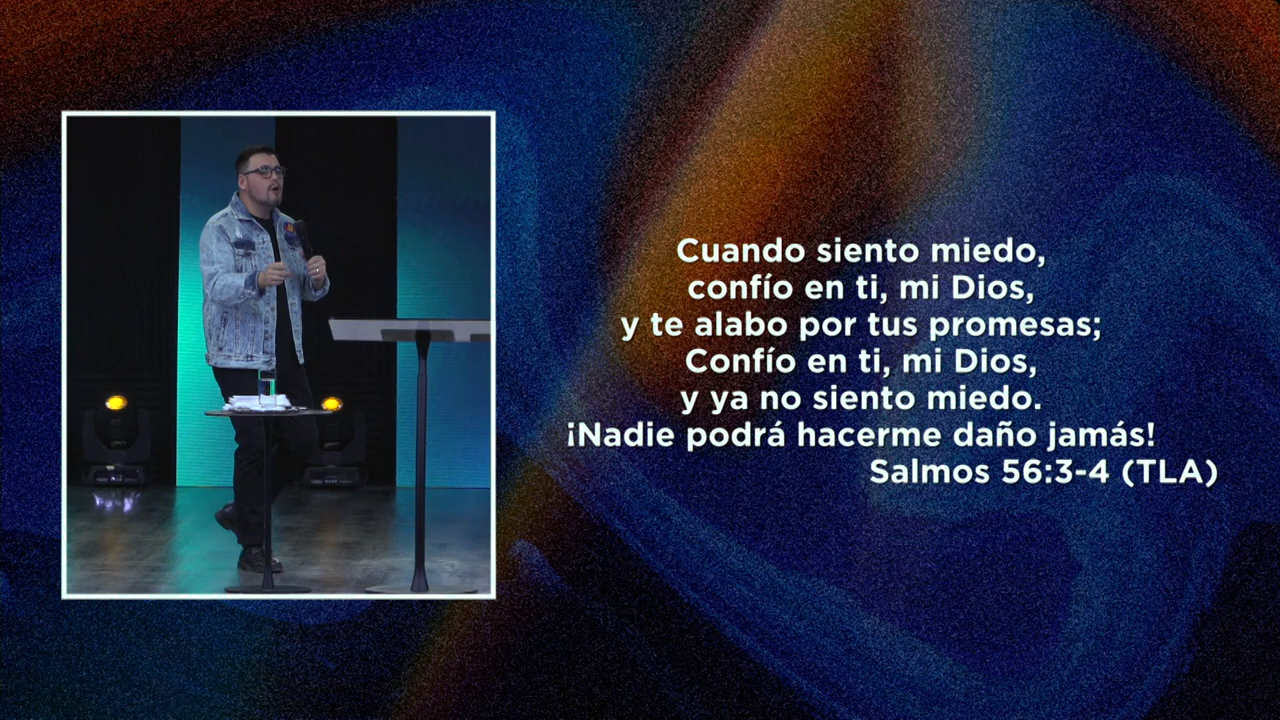 Cuando siento miedo,
confío en ti, mi Dios,
y te alabo por tus promesas;
Confío en ti, mi Dios,
y ya no siento miedo.
¡Nadie podrá hacerme daño jamás!
Salmos 56:3-4 (TLA)